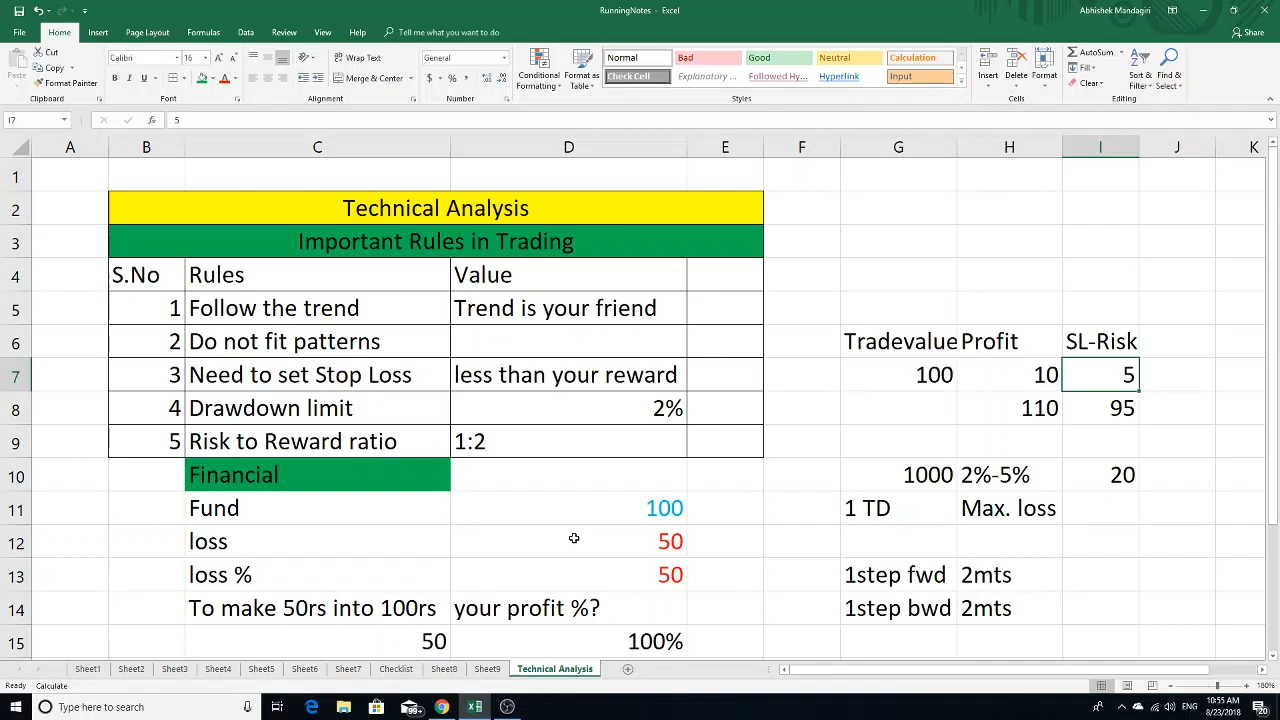 RunningNotes - Excel
Abhishek Mandagiri
File Home Insert Page Layout Formulas Data Review View Help Tell me what you want to do
Share
Paste
Cut
Copy
Format Painter
Clipboard
Calibri 16
B I U
Font
Wrap Text
Merge & Center
Alignment
General
$ % ,
Number
Conditional Formatting
Format as Table
Normal Bad Good Neutral Calculation
Check Cell Explanatory ... Followed Hy... Hyperlink Input
Styles
Insert Delete Format
Cells
AutoSum
Fill
Clear
Sort & Filter
Find & Select
Editing
I7
fx
5
A B C D E F G H I J K
1
2 Technical Analysis
3 Important Rules in Trading
4 S.No Rules Value
5 1 Follow the trend Trend is your friend
6 2 Do not fit patterns Tradevalue Profit SL-Risk
7 3 Need to set Stop Loss less than your reward 100 10 5
8 4 Drawdown limit 2% 110 95
9 5 Risk to Reward ratio 1:2
10 Financial 1000 2%-5% 20
11 Fund 100 1 TD Max. loss
12 loss 50
13 loss % 50 1step fwd 2mts
14 To make 50rs into 100rs your profit %? 1step bwd 2mts
15 50 100%
Sheet1 Sheet2 Sheet3 Sheet4 Sheet5 Sheet6 Sheet7 Checklist Sheet8 Sheet9 Technical Analysis
Ready Calculate
180%
Type here to search
99+
ENG
10:55 AM
8/23/2018
20